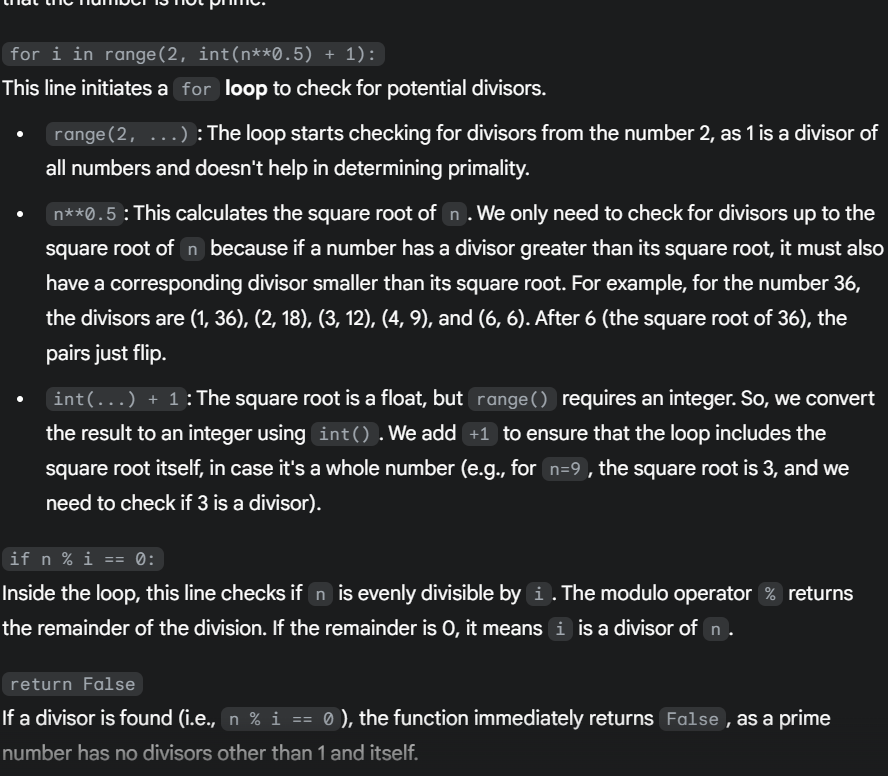 that the number is not prime.
for i in range(2, int(n**0.5) + 1):
This line initiates a for loop to check for potential divisors.
• range(2, ...): The loop starts checking for divisors from the number 2, as 1 is a divisor of
all numbers and doesn't help in determining primality.
• n**0.5: This calculates the square root of n. We only need to check for divisors up to the
square root of n because if a number has a divisor greater than its square root, it must also
have a corresponding divisor smaller than its square root. For example, for the number 36,
the divisors are (1, 36), (2, 18), (3, 12), (4, 9), and (6, 6). After 6 (the square root of 36), the
pairs just flip.
• int(...) + 1: The square root is a float, but range() requires an integer. So, we convert
the result to an integer using int(). We add +1 to ensure that the loop includes the
square root itself, in case it's a whole number (e.g., for n=9, the square root is 3, and we
need to check if 3 is a divisor).
if n % i == 0:
Inside the loop, this line checks if n is evenly divisible by i. The modulo operator % returns
the remainder of the division. If the remainder is 0, it means i is a divisor of n.
return False
If a divisor is found (i.e., n % i == 0), the function immediately returns False, as a prime
number has no divisors other than 1 and itself.